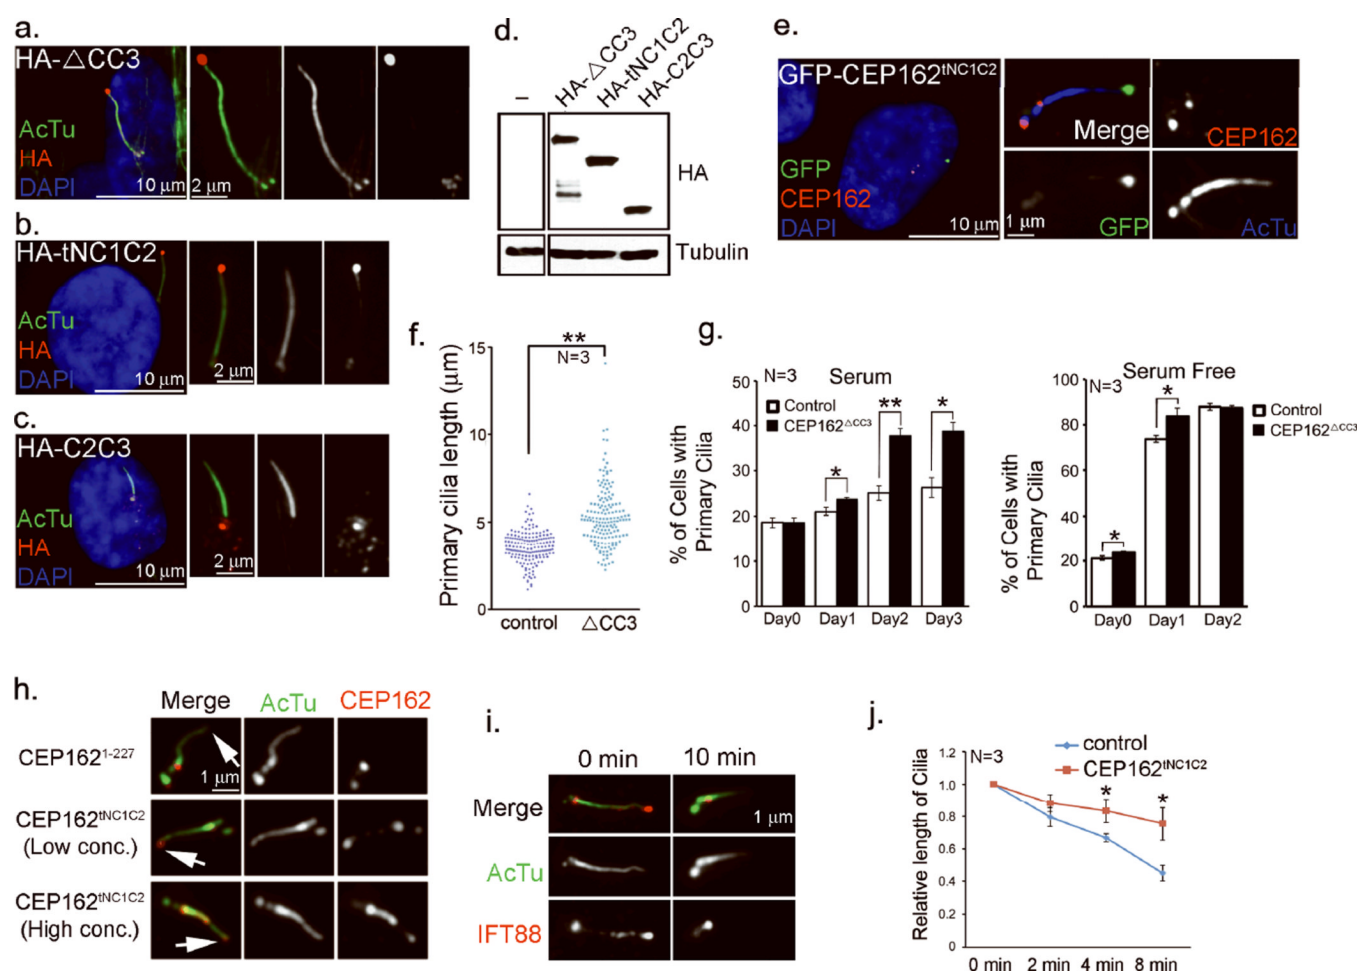 a.
HA-△CC3
AcTu
HA
DAPI
10 μm
2 μm
b.
HA-tNC1C2
AcTu
HA
DAPI
10 μm
2 μm
c.
HA-C2C3
AcTu
HA
DAPI
10 μm
2 μm
d.
–
HA-△CC3
HA-tNC1C2
HA-C2C3
HA
Tubulin
e.
GFP-CEP162tNC1C2
GFP
CEP162
DAPI
10 μm
Merge
CEP162
1 μm
GFP
AcTu
f.
**
N=3
Primary cilia length (μm)
15
10
5
0
control
△CC3
g.
N=3
Serum
Control
CEP162△CC3
% of Cells with
Primary Cilia
50
40
30
20
10
0
*
**
*
Day0 Day1 Day2 Day3
N=3
Serum Free
Control
CEP162△CC3
% of Cells with
Primary Cilia
100
80
60
40
20
0
*
*
Day0 Day1 Day2
h.
Merge AcTu CEP162
CEP1621-227
1 μm
CEP162tNC1C2
(Low conc.)
CEP162tNC1C2
(High conc.)
i.
0 min 10 min
Merge
1 μm
AcTu
IFT88
j.
N=3
control
CEP162tNC1C2
Relative length of Cilia
1.2
1.0
0.8
0.6
0.4
0.2
0
* *
0 min 2 min 4 min 8 min